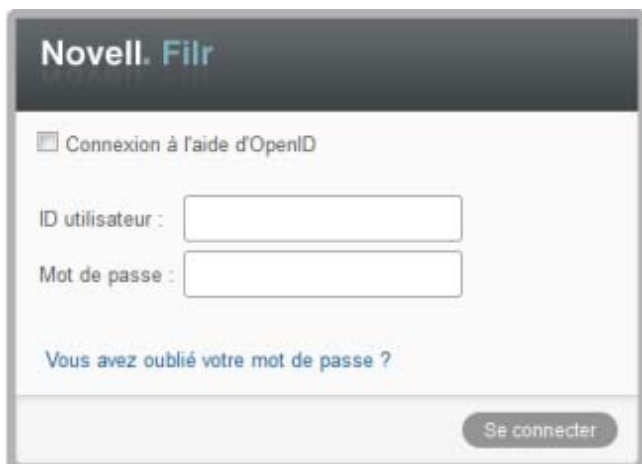 Novell. Filr
Connexion à l'aide d'OpenID
ID utilisateur :
Mot de passe :
Vous avez oublié votre mot de passe ?
Se connecter